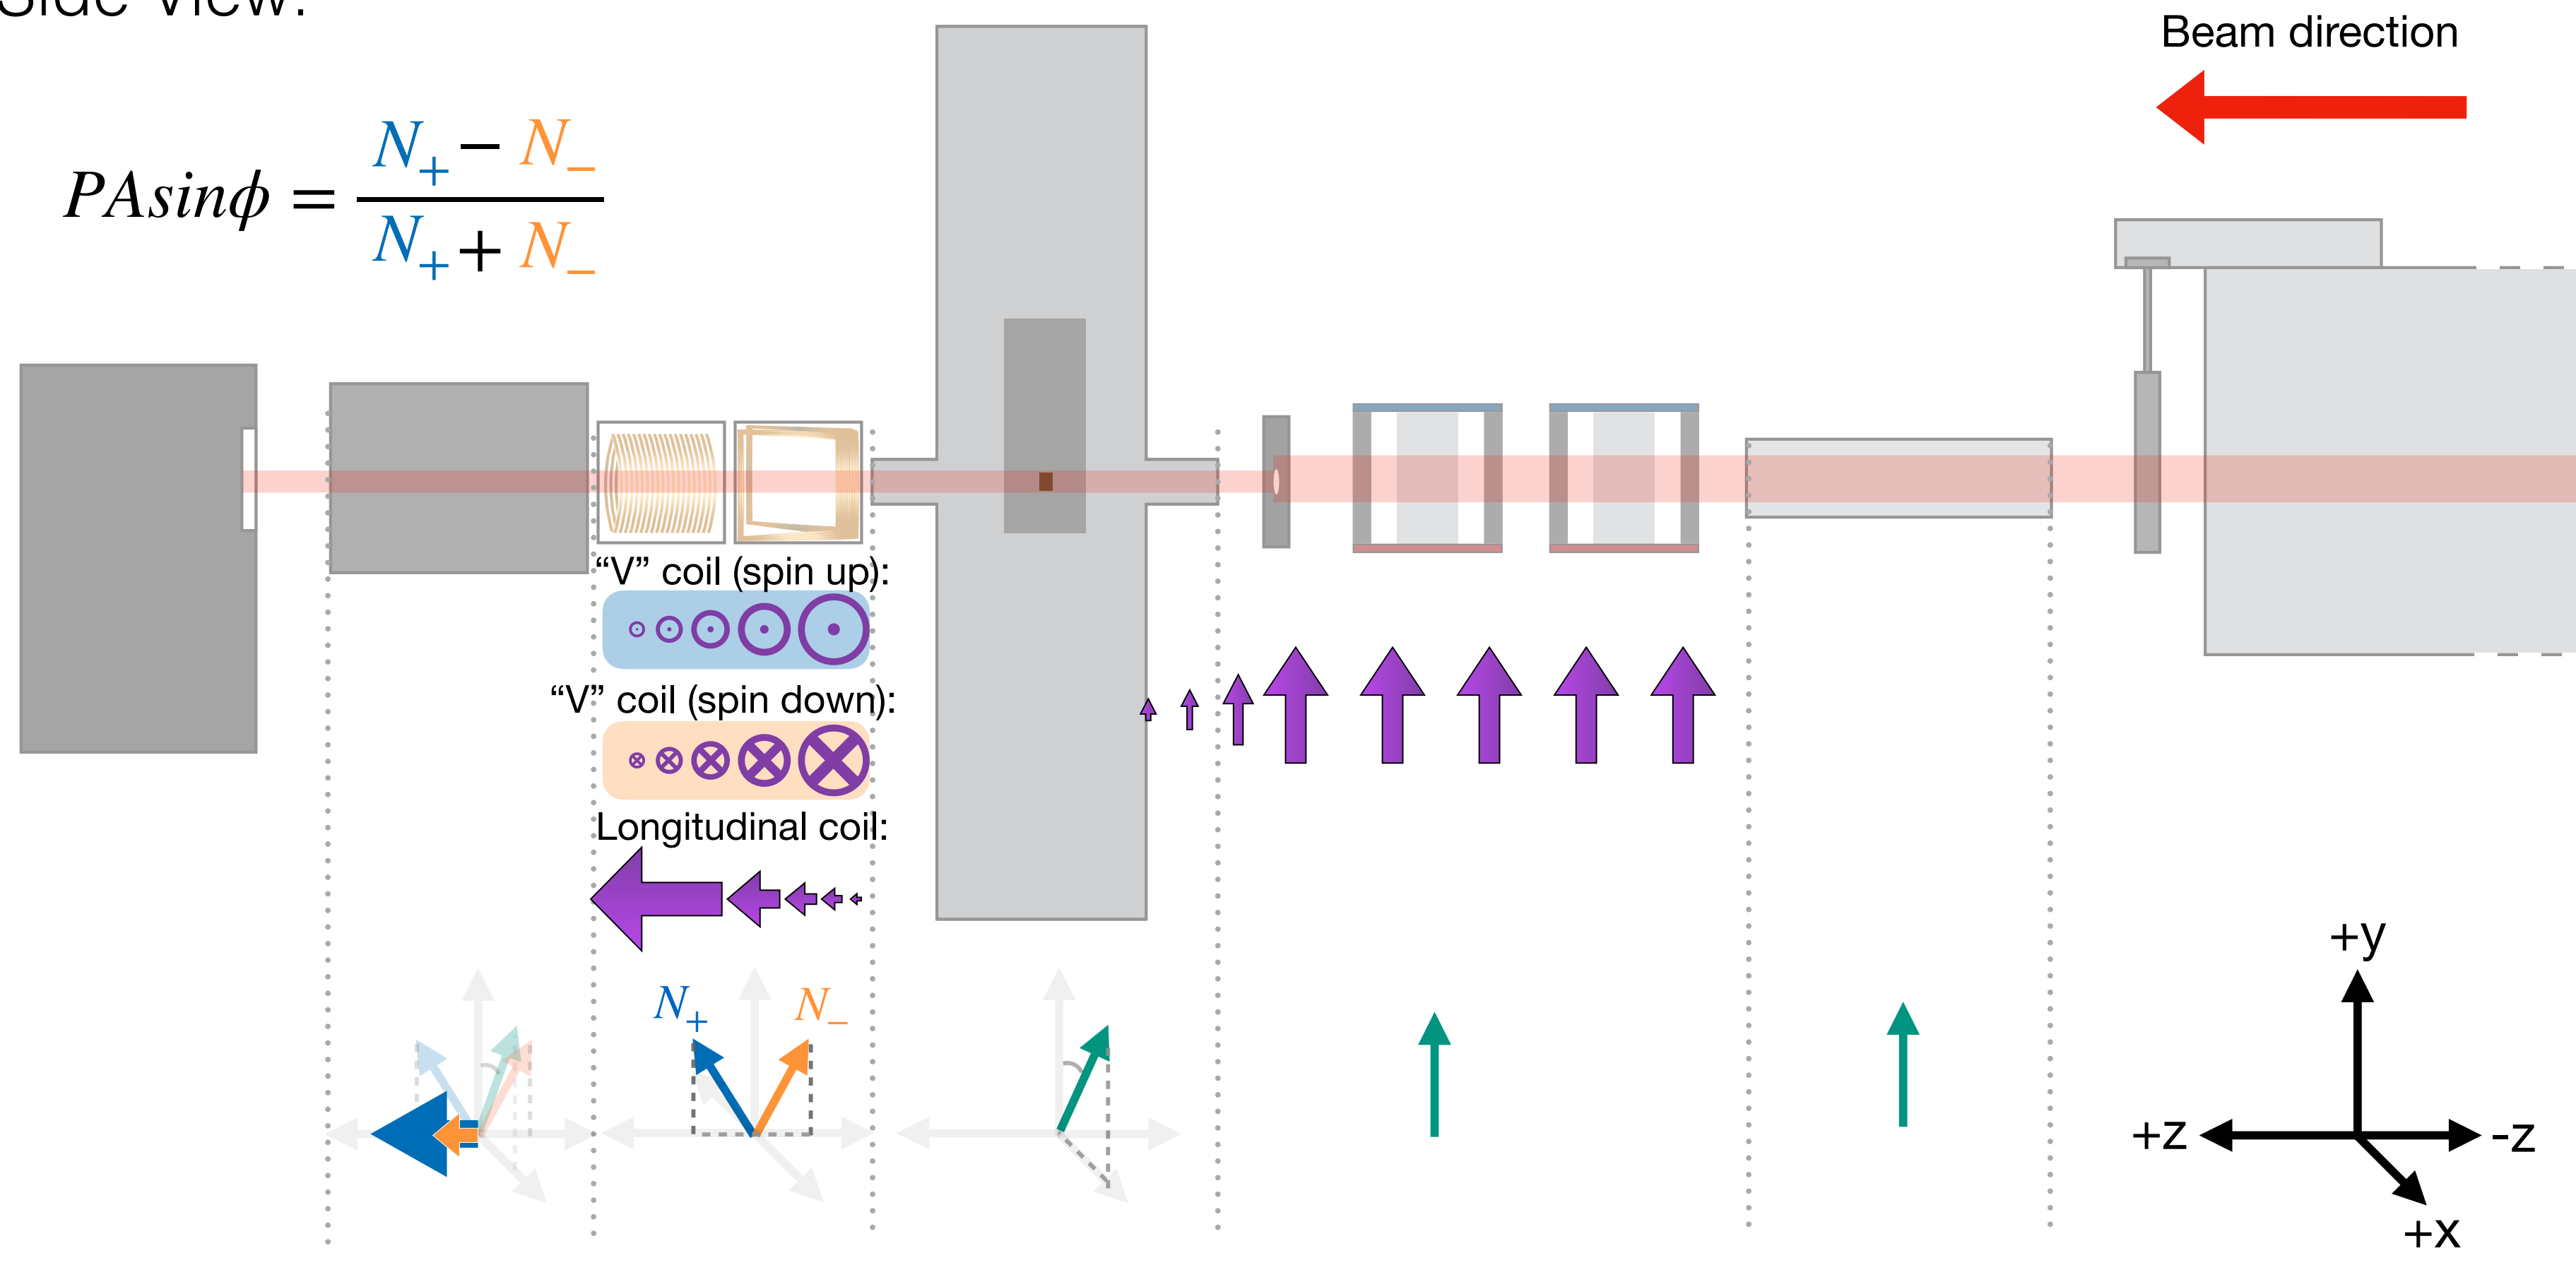 Side View:
Beam direction
PAsinϕ = (N₊ − N₋) / (N₊ + N₋)
“V” coil (spin up):
“V” coil (spin down):
Longitudinal coil:
N₊
N₋
+y
+z
-z
+x